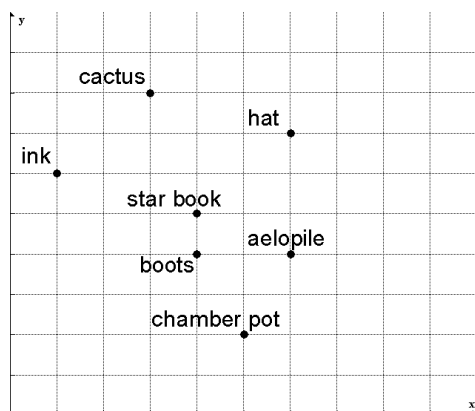 y
cactus
hat
ink
star book
aelopile
boots
chamber pot
x